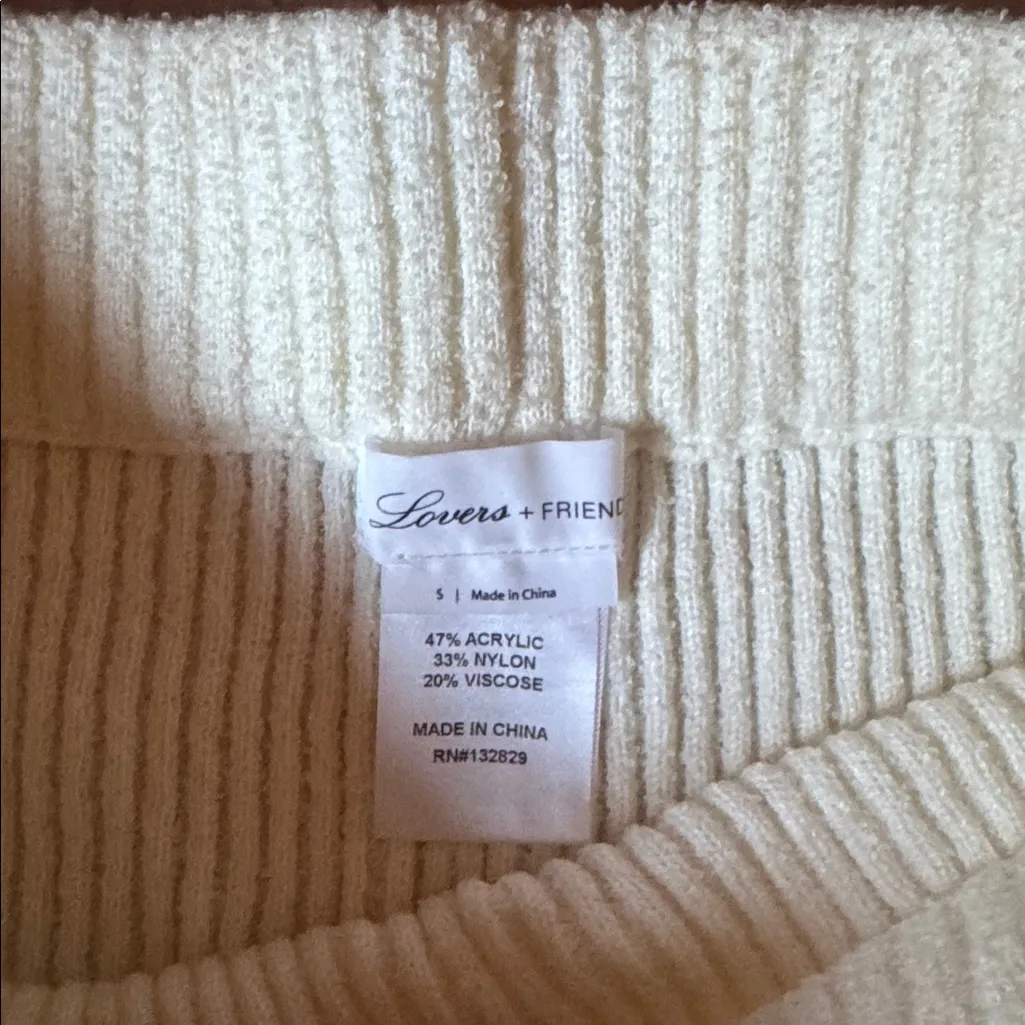 Lovers + FRIEND
S | Made in China
47% ACRYLIC
33% NYLON
20% VISCOSE
MADE IN CHINA
RN#132829